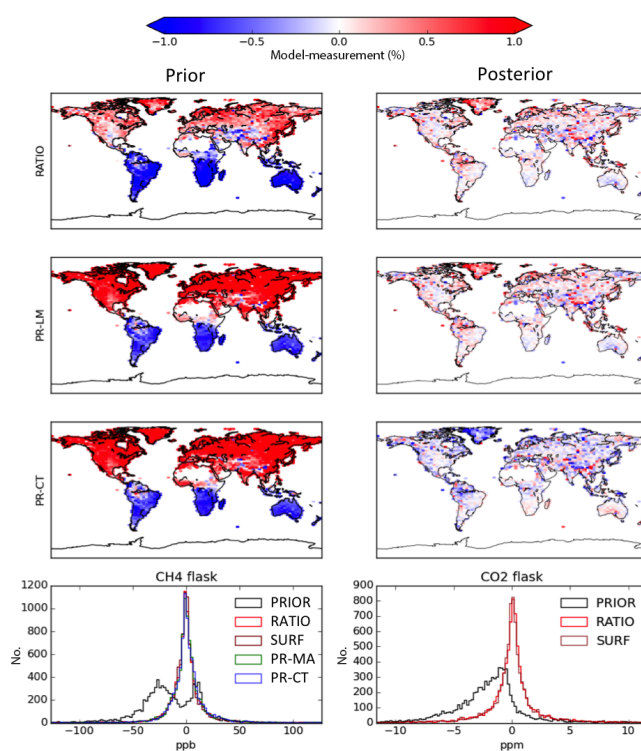 −1.0 −0.5 0.0 0.5 1.0
Model-measurement (%)
Prior Posterior
RATIO
PR-LM
PR-CT
CH4 flask
1200
1000
800
600
400
200
0
No.
PRIOR
RATIO
SURF
PR-MA
PR-CT
−100 −50 0 50 100
ppb
CO2 flask
900
800
700
600
500
400
300
200
100
0
No.
PRIOR
RATIO
SURF
−10 −5 0 5 10
ppm